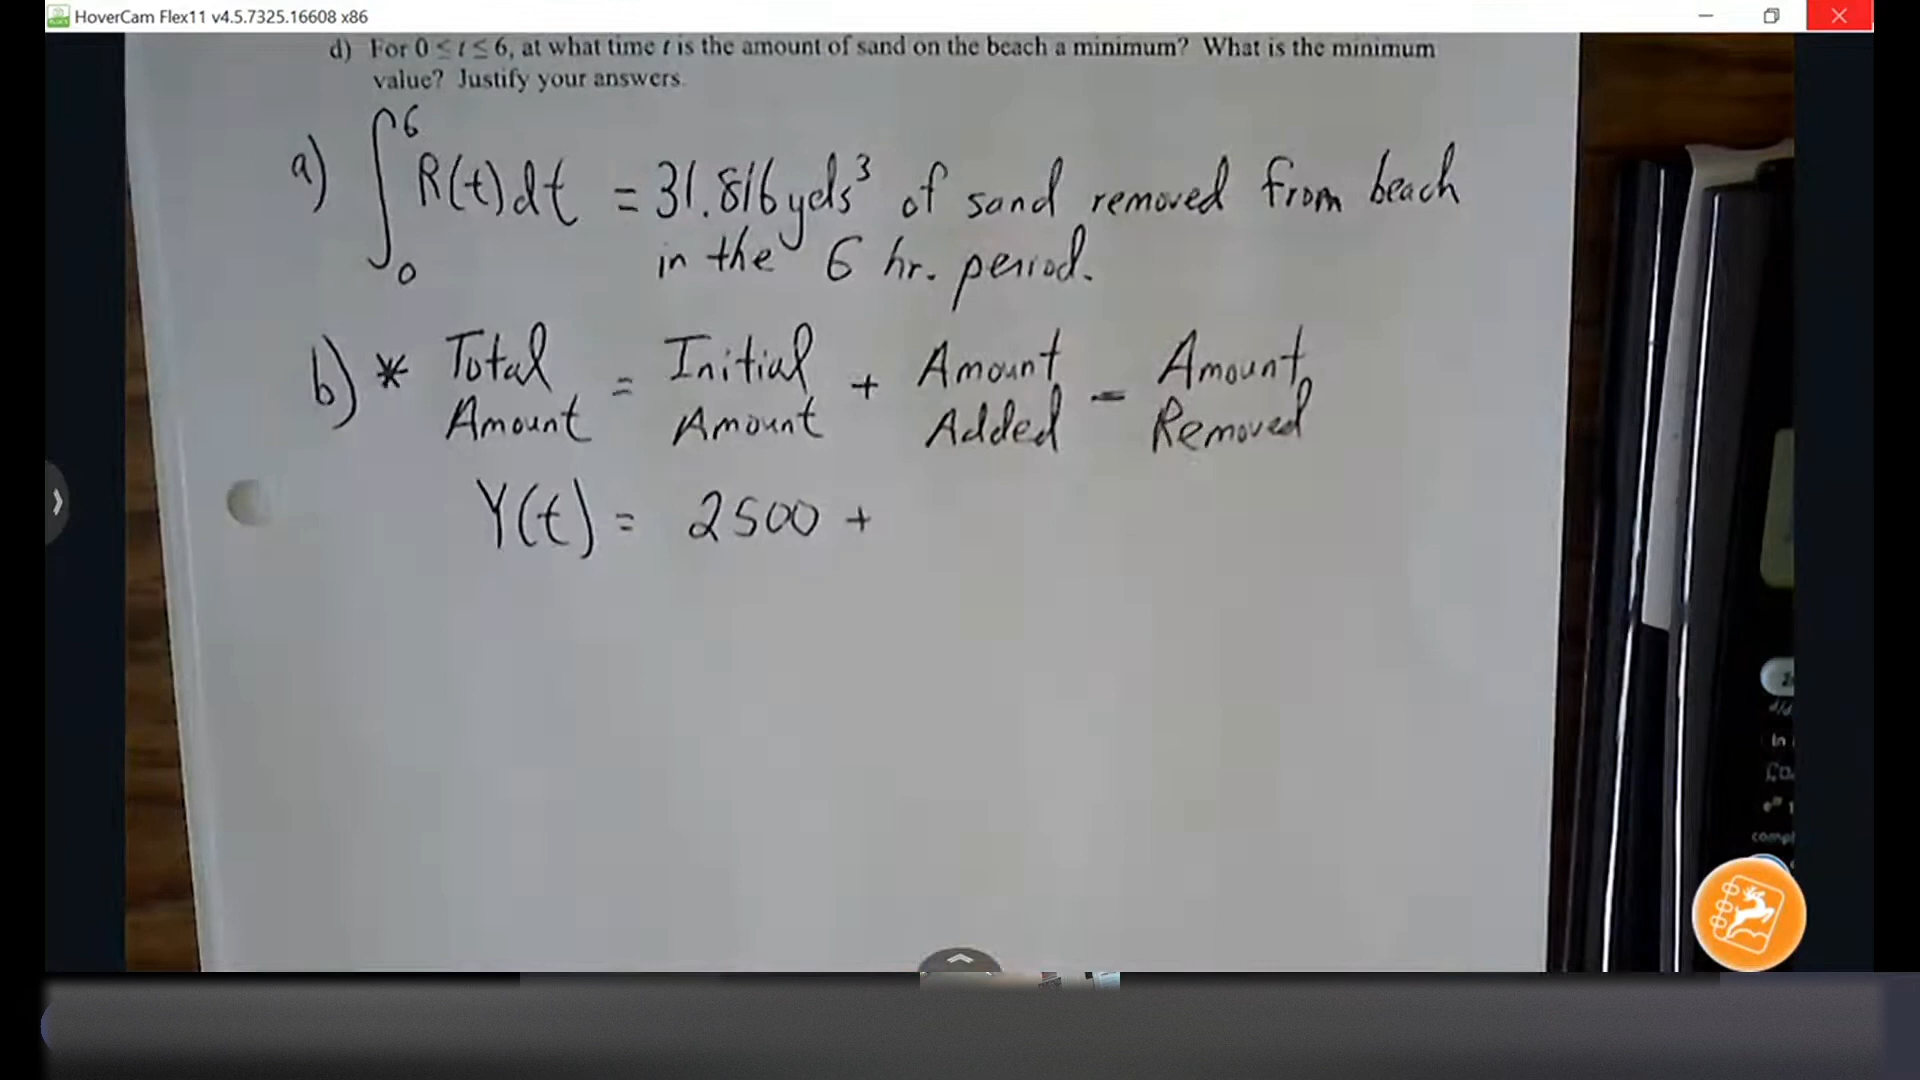 HoverCam Flex11 v4.5.7325.16608 x86
d) For 0 ≤ t ≤ 6, at what time t is the amount of sand on the beach a minimum? What is the minimum
value? Justify your answers.
a) ∫₀⁶ R(t)dt = 31.816 yds³ of sand removed from beach
in the 6 hr. period.
b) * Total Amount = Initial Amount + Amount Added - Amount Removed
Y(t) = 2500 +
d/d
In
comp